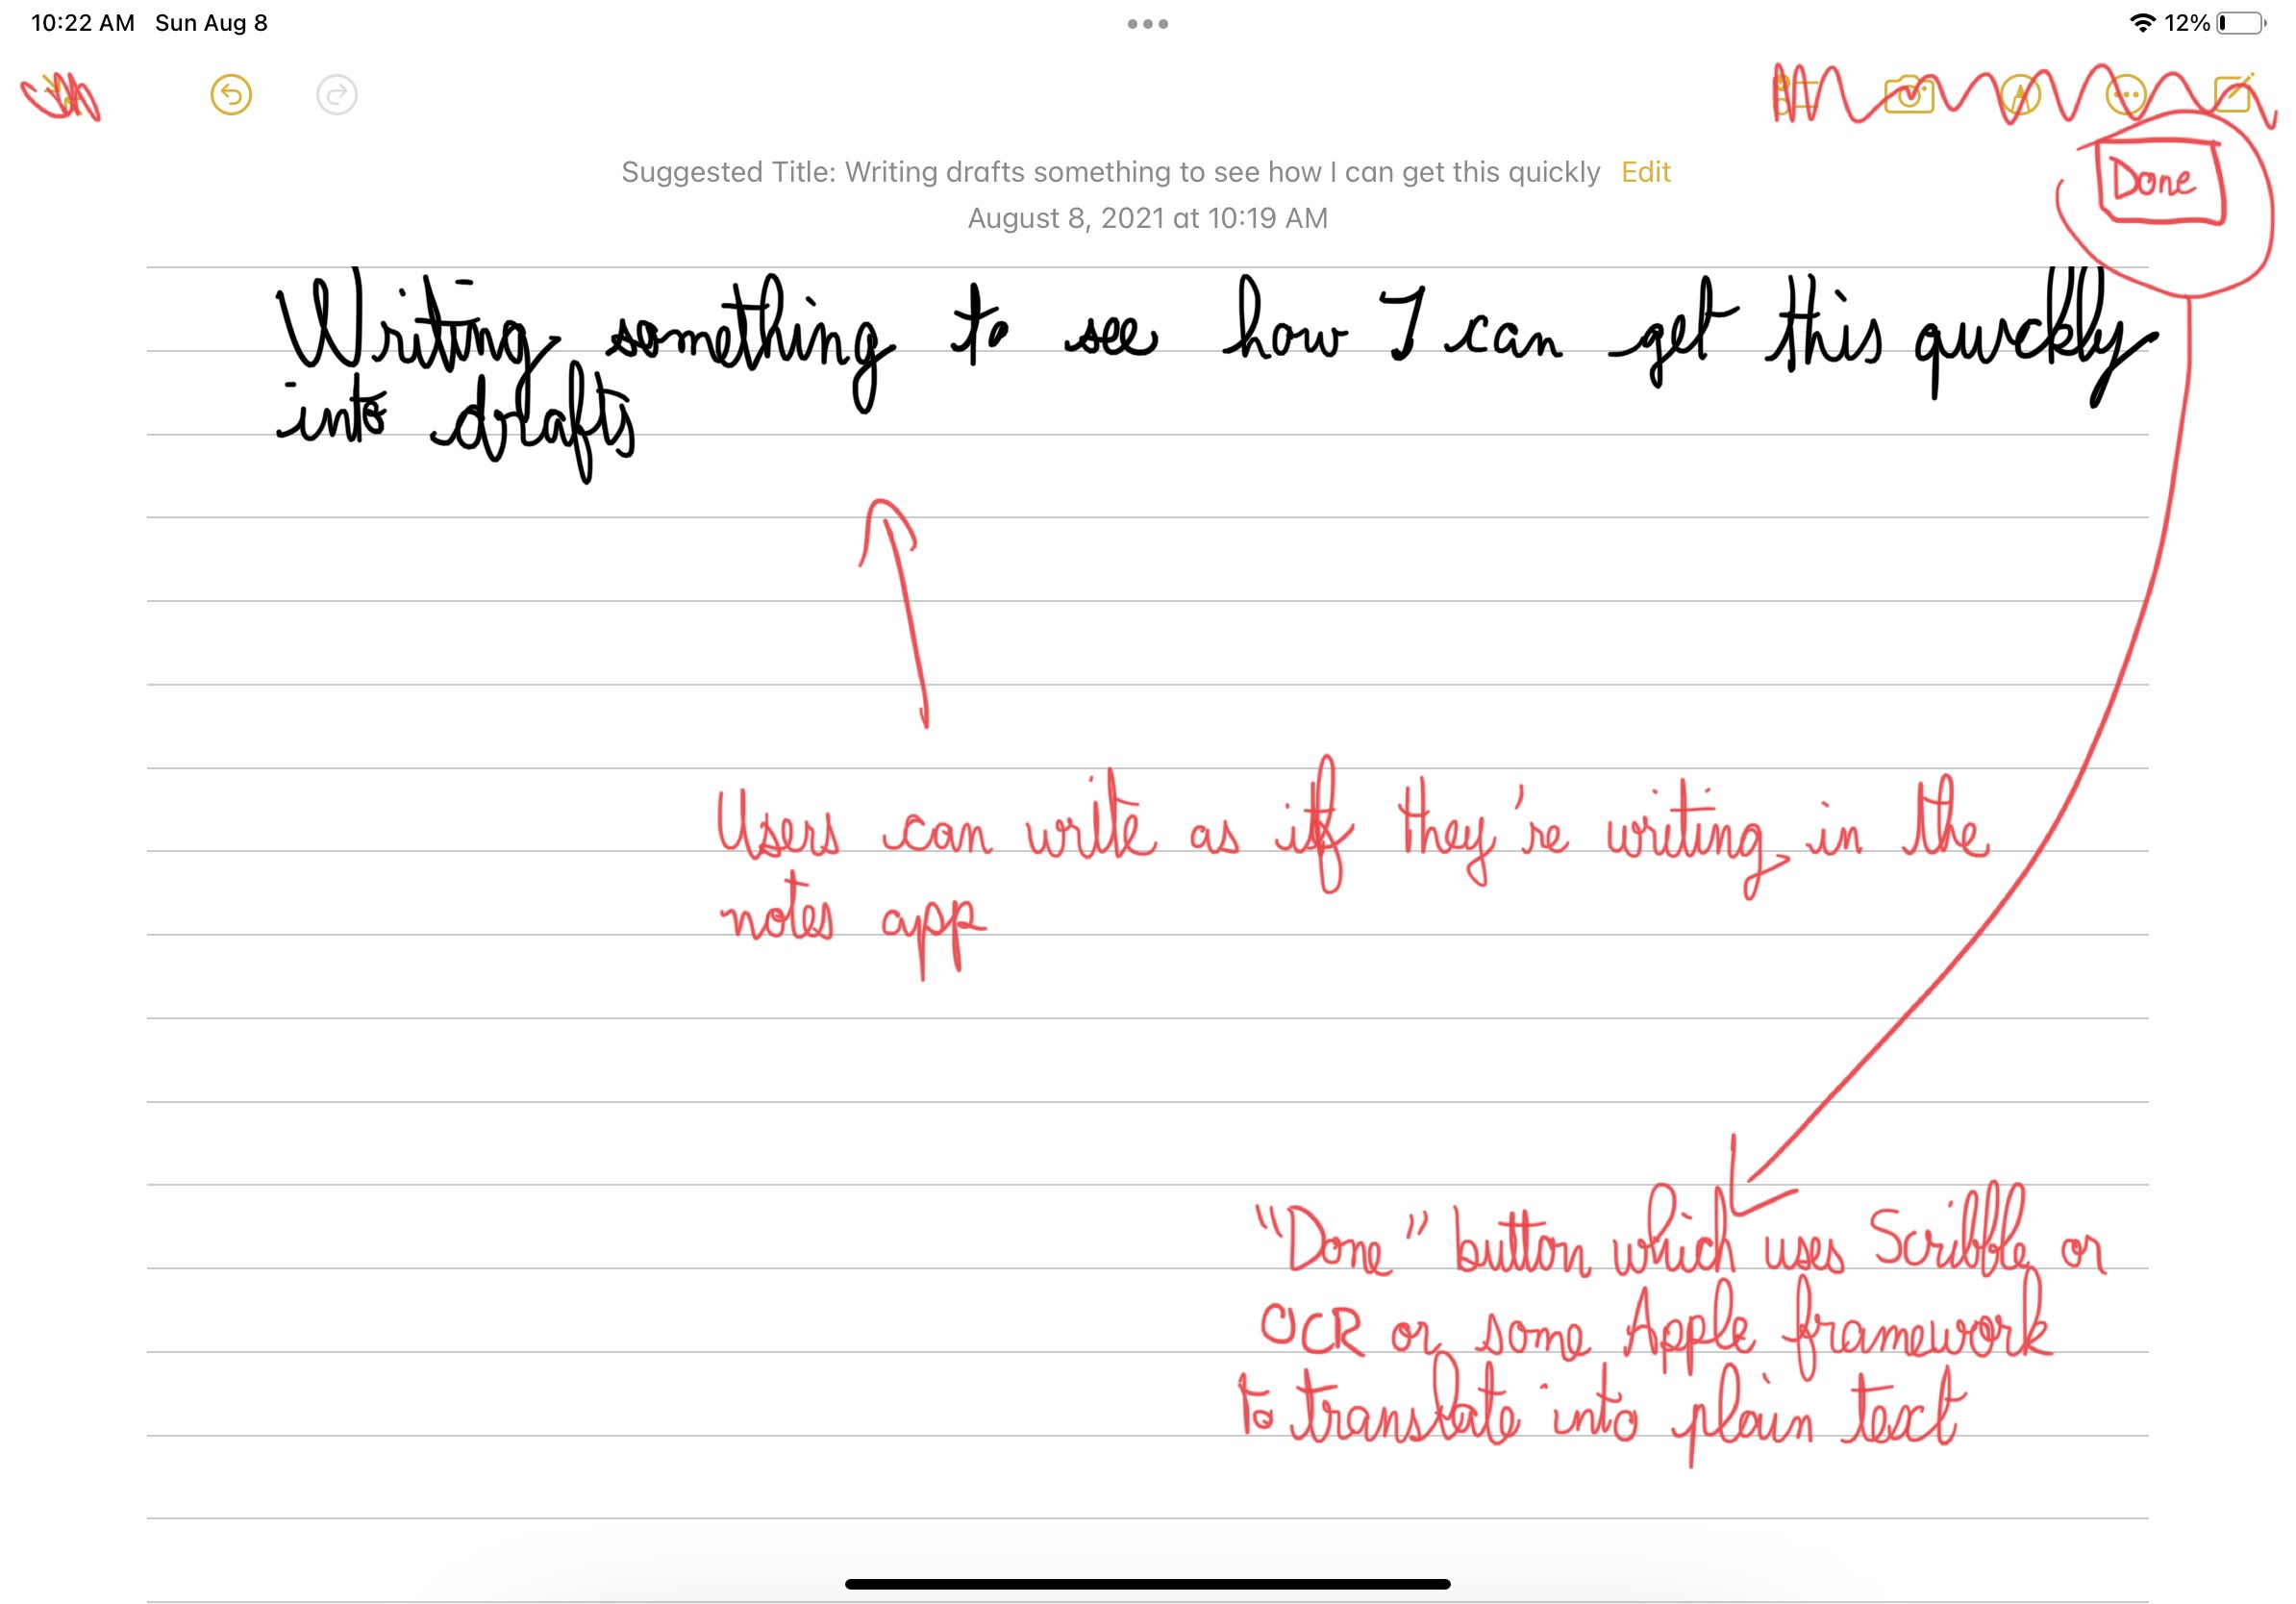 10:22 AM Sun Aug 8
12%
Suggested Title: Writing drafts something to see how I can get this quickly Edit
August 8, 2021 at 10:19 AM
Done
Writing something to see how I can get this quickly
into drafts
Users can write as if they're writing in the
notes app
"Done" button which uses Scribble or
OCR or some Apple framework
to translate into plain text